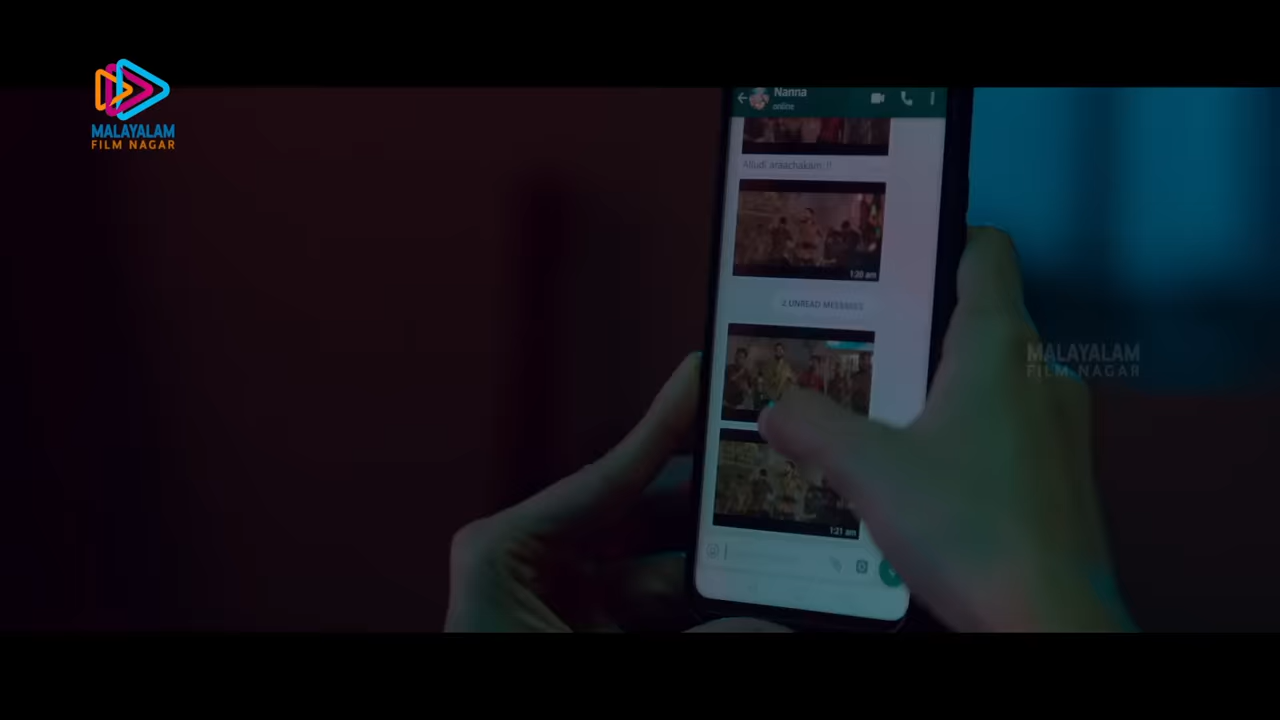 MALAYALAM
FILM NAGAR
Nanna
online
Alludi araachakam..!!
1:20 am
2 UNREAD MESSAGES
1:21 am
MALAYALAM
FILM NAGAR